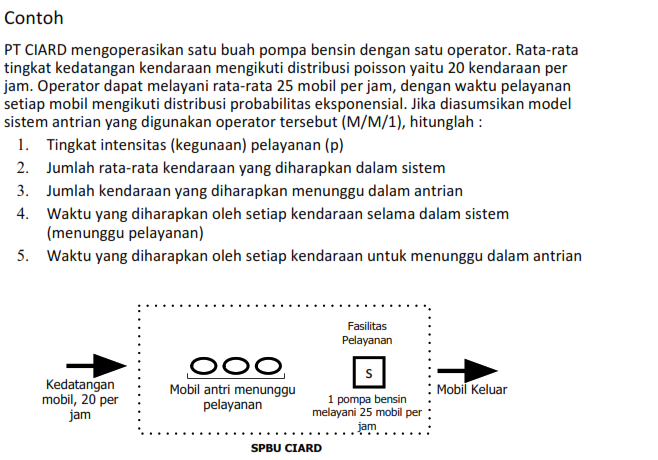 Contoh
PT CIARD mengoperasikan satu buah pompa bensin dengan satu operator. Rata-rata
tingkat kedatangan kendaraan mengikuti distribusi poisson yaitu 20 kendaraan per
jam. Operator dapat melayani rata-rata 25 mobil per jam, dengan waktu pelayanan
setiap mobil mengikuti distribusi probabilitas eksponensial. Jika diasumsikan model
sistem antrian yang digunakan operator tersebut (M/M/1), hitunglah :
1. Tingkat intensitas (kegunaan) pelayanan (p)
2. Jumlah rata-rata kendaraan yang diharapkan dalam sistem
3. Jumlah kendaraan yang diharapkan menunggu dalam antrian
4. Waktu yang diharapkan oleh setiap kendaraan selama dalam sistem
(menunggu pelayanan)
5. Waktu yang diharapkan oleh setiap kendaraan untuk menunggu dalam antrian
Kedatangan
mobil, 20 per
jam
Mobil antri menunggu
pelayanan
Fasilitas
Pelayanan
S
1 pompa bensin
melayani 25 mobil per
jam
Mobil Keluar
SPBU CIARD